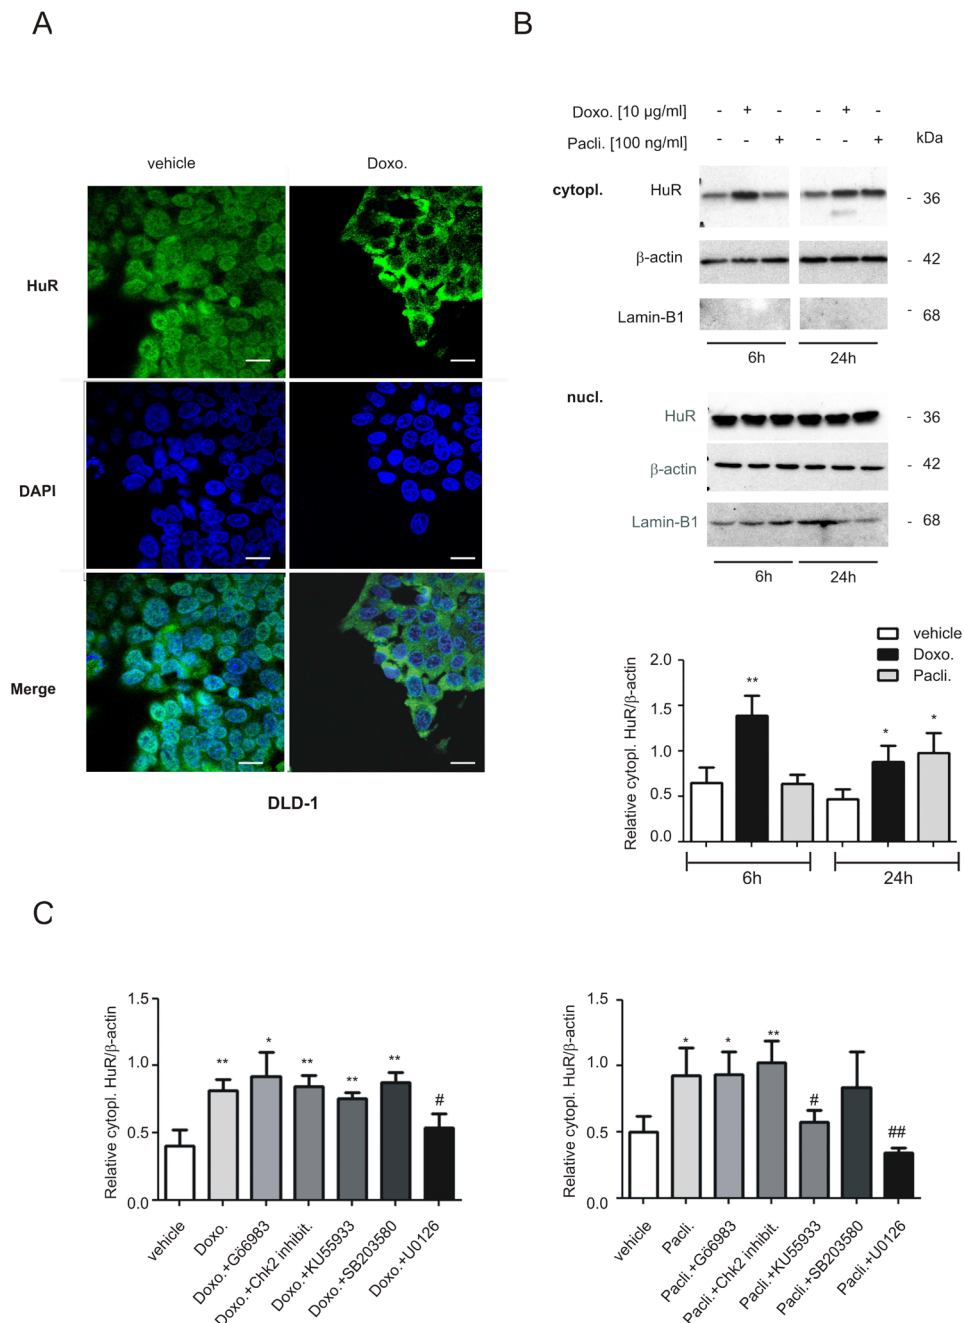 A
vehicle Doxo.
HuR
DAPI
Merge
DLD-1
B
Doxo. [10 µg/ml] - + - - + -
Pacli. [100 ng/ml] - - + - - + kDa
cytopl. HuR - 36
β-actin - 42
Lamin-B1 - 68
6h 24h
nucl.
HuR - 36
β-actin - 42
Lamin-B1 - 68
6h 24h
vehicle
Doxo.
Pacli.
Relative cytopl. HuR/β-actin
2.0
1.5
1.0
0.5
0.0
** * *
6h 24h
C
Relative cytopl. HuR/β-actin
1.5
1.0
0.5
0.0
** * ** ** ** #
vehicle
Doxo.
Doxo.+Gö66983
Doxo.+Chk2 inhibit.
Doxo.+KU55933
Doxo.+SB203580
Doxo.+U0126
Relative cytopl. HuR/β-actin
1.5
1.0
0.5
0.0
* * ** # ##
vehicle
Pacli.
Pacli.+Gö66983
Pacli.+Chk2 inhibit.
Pacli.+KU55933
Pacli.+SB203580
Pacli.+U0126